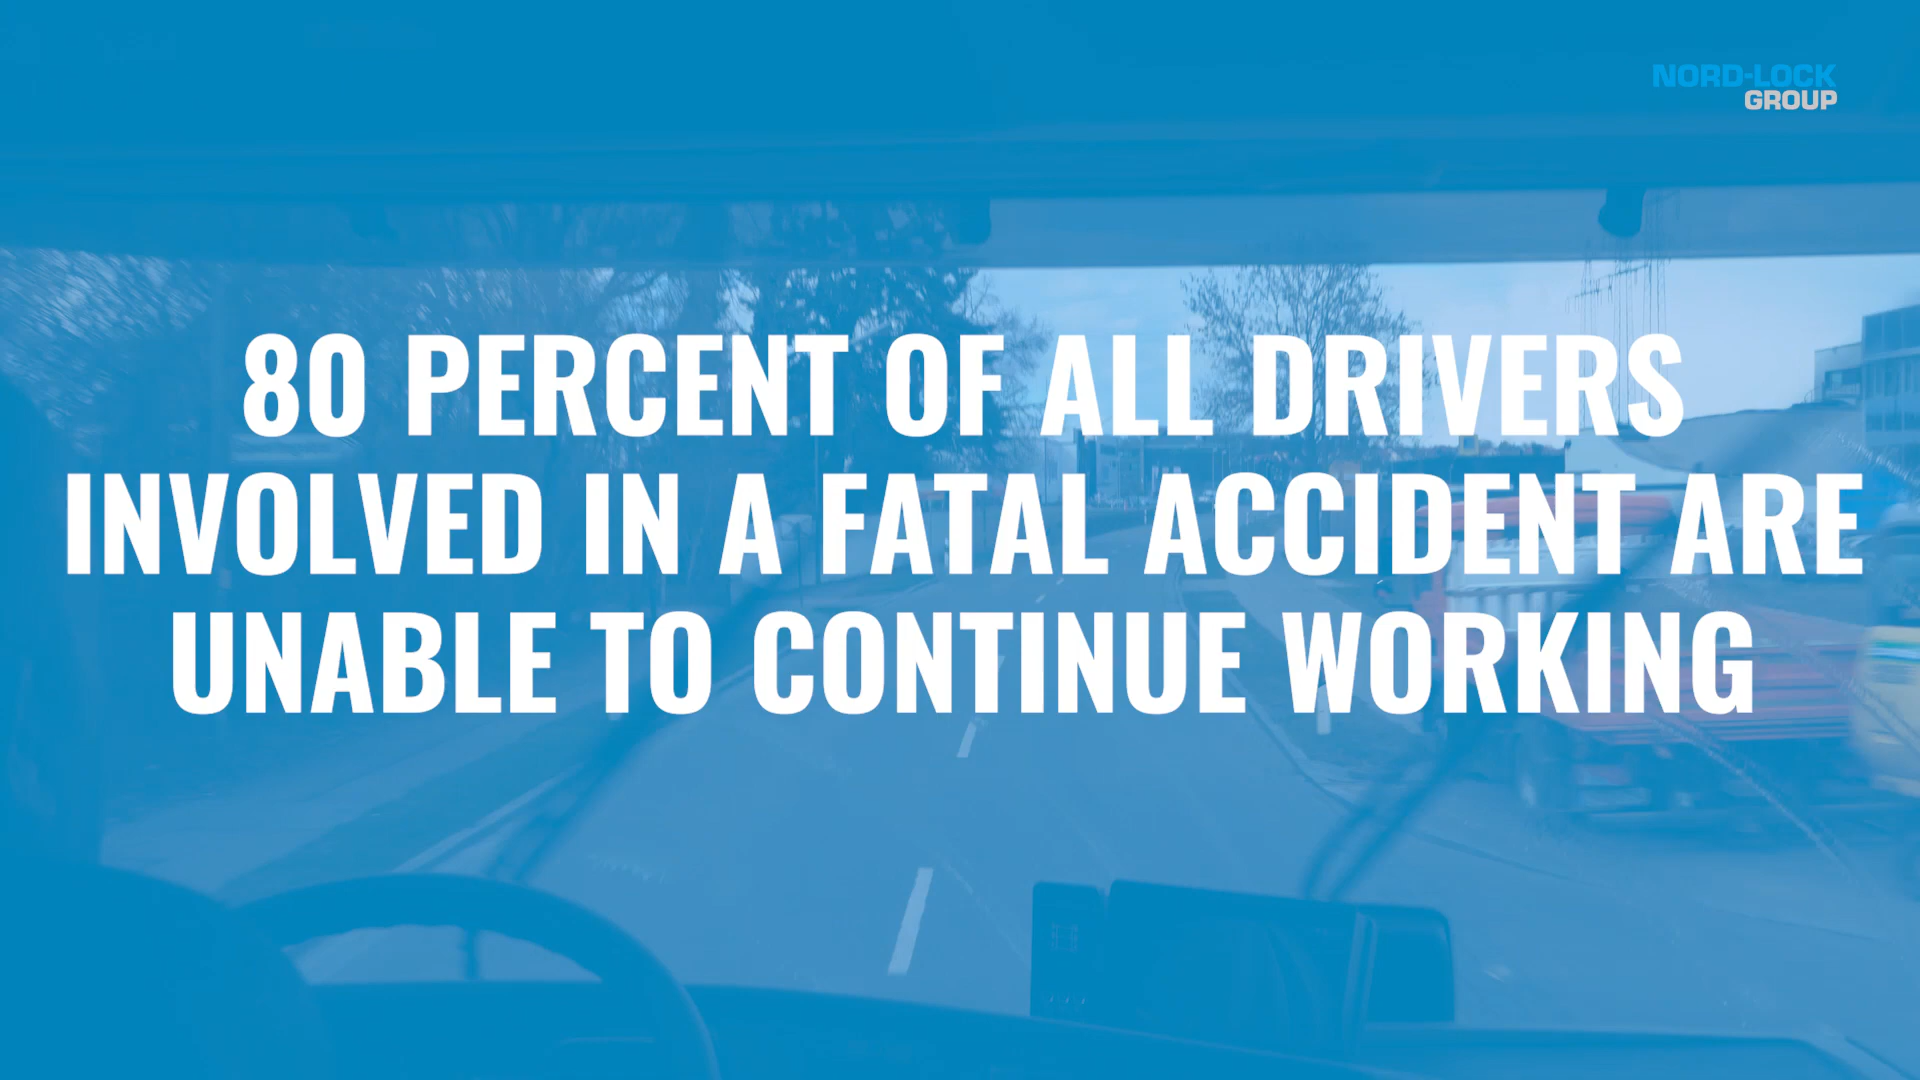 NORD-LOCK
GROUP
80 PERCENT OF ALL DRIVERS
INVOLVED IN A FATAL ACCIDENT ARE
UNABLE TO CONTINUE WORKING